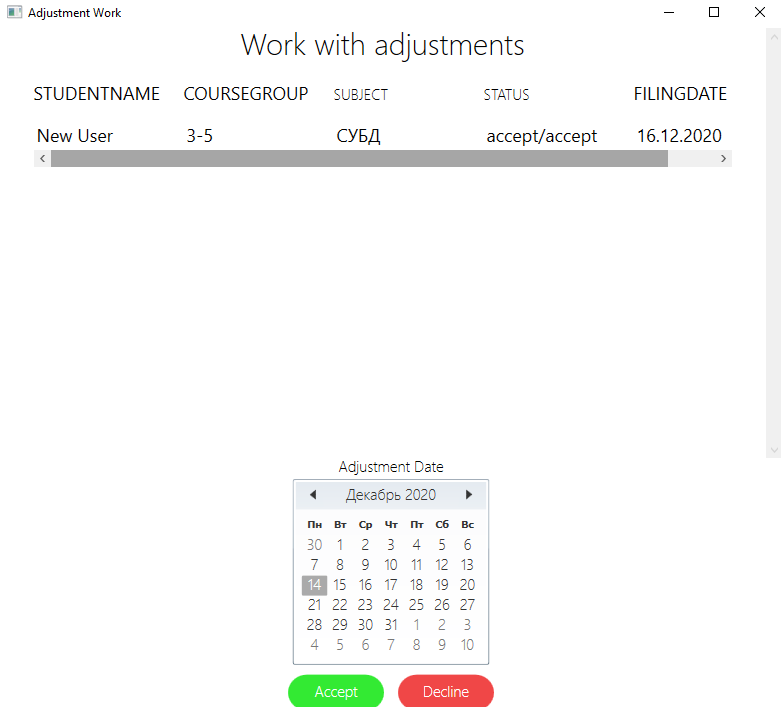 Adjustment Work
Work with adjustments
STUDENTNAME COURSEGROUP SUBJECT STATUS FILINGDATE
New User 3-5 СУБД accept/accept 16.12.2020
Adjustment Date
Декабрь 2020
Пн Вт Ср Чт Пт Сб Вс
30 1 2 3 4 5 6
7 8 9 10 11 12 13
14 15 16 17 18 19 20
21 22 23 24 25 26 27
28 29 30 31 1 2 3
4 5 6 7 8 9 10
Accept Decline